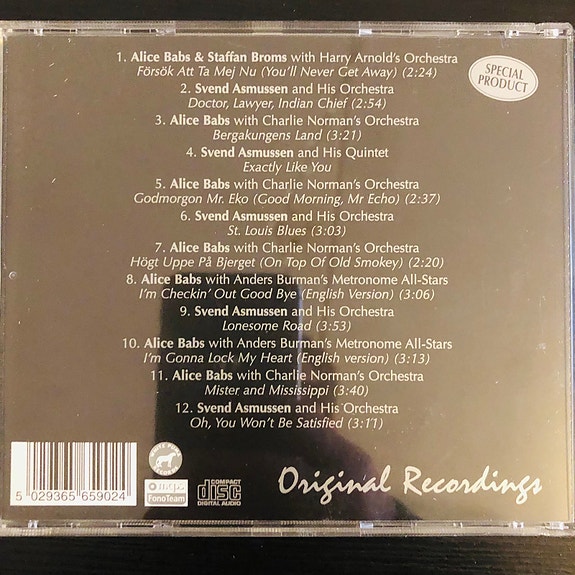 1. Alice Babs & Staffan Broms with Harry Arnold's Orchestra
Försök Att Ta Mej Nu (You'll Never Get Away) (2:24)
SPECIAL
PRODUCT
2. Svend Asmussen and His Orchestra
Doctor, Lawyer, Indian Chief (2:54)
3. Alice Babs with Charlie Norman's Orchestra
Bergakungens Land (3:21)
4. Svend Asmussen and His Quintet
Exactly Like You
5. Alice Babs with Charlie Norman's Orchestra
Godmorgon Mr. Eko (Good Morning, Mr Echo) (2:37)
6. Svend Asmussen and His Orchestra
St. Louis Blues (3:03)
7. Alice Babs with Charlie Norman's Orchestra
Högt Uppe På Bjerget (On Top Of Old Smokey) (2:20)
8. Alice Babs with Anders Burman's Metronome All-Stars
I'm Checkin' Out Good Bye (English Version) (3:06)
9. Svend Asmussen and His Orchestra
Lonesome Road (3:53)
10. Alice Babs with Anders Burman's Metronome All-Stars
I'm Gonna Lock My Heart (English version) (3:13)
11. Alice Babs with Charlie Norman's Orchestra
Mister and Mississippi (3:40)
12. Svend Asmussen and His Orchestra
Oh, You Won't Be Satisfied (3:11)
5 029365 659024
mcps
FonoTeam
COMPACT
disc
DIGITAL AUDIO
Original Recordings